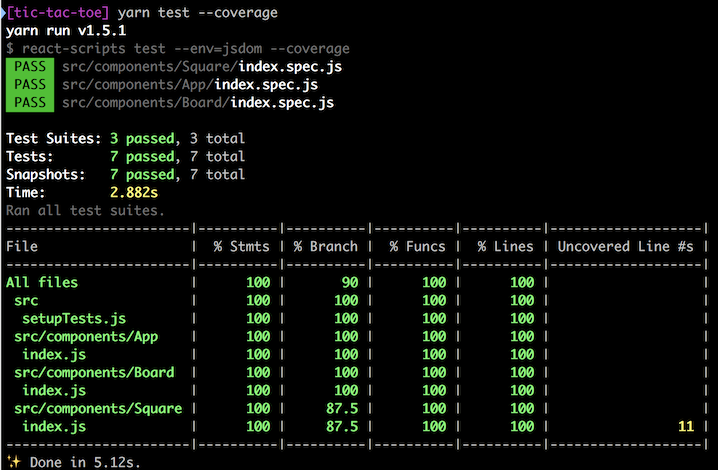 [tic-tac-toe] yarn test --coverage
yarn run v1.5.1
$ react-scripts test --env=jsdom --coverage
PASS src/components/Square/index.spec.js
PASS src/components/App/index.spec.js
PASS src/components/Board/index.spec.js
Test Suites: 3 passed, 3 total
Tests:       7 passed, 7 total
Snapshots:   7 passed, 7 total
Time:        2.882s
Ran all test suites.
-----------------------|----------|----------|----------|----------|-------------------|
File                   |  % Stmts | % Branch |  % Funcs |  % Lines | Uncovered Line #s |
-----------------------|----------|----------|----------|----------|-------------------|
All files              |      100 |       90 |      100 |      100 |                   |
 src                   |      100 |      100 |      100 |      100 |                   |
  setupTests.js        |      100 |      100 |      100 |      100 |                   |
 src/components/App    |      100 |      100 |      100 |      100 |                   |
  index.js             |      100 |      100 |      100 |      100 |                   |
 src/components/Board  |      100 |      100 |      100 |      100 |                   |
  index.js             |      100 |      100 |      100 |      100 |                   |
 src/components/Square |      100 |     87.5 |      100 |      100 |                   |
  index.js             |      100 |     87.5 |      100 |      100 |                11 |
-----------------------|----------|----------|----------|----------|-------------------|
✨ Done in 5.12s.